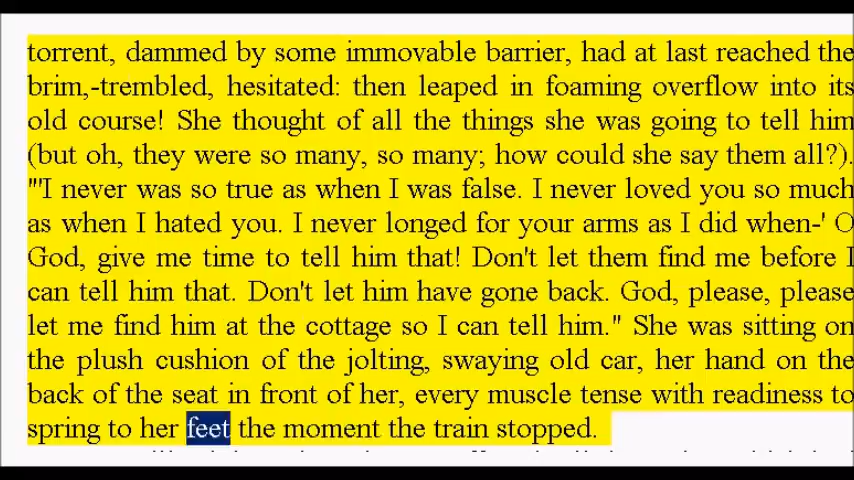 torrent, dammed by some immovable barrier, had at last reached the
brim,-trembled, hesitated: then leaped in foaming overflow into its
old course! She thought of all the things she was going to tell him
(but oh, they were so many, so many; how could she say them all?).
"'I never was so true as when I was false. I never loved you so much
as when I hated you. I never longed for your arms as I did when-' O
God, give me time to tell him that! Don't let them find me before I
can tell him that. Don't let him have gone back. God, please, please
let me find him at the cottage so I can tell him." She was sitting on
the plush cushion of the jolting, swaying old car, her hand on the
back of the seat in front of her, every muscle tense with readiness to
spring to her feet the moment the train stopped.